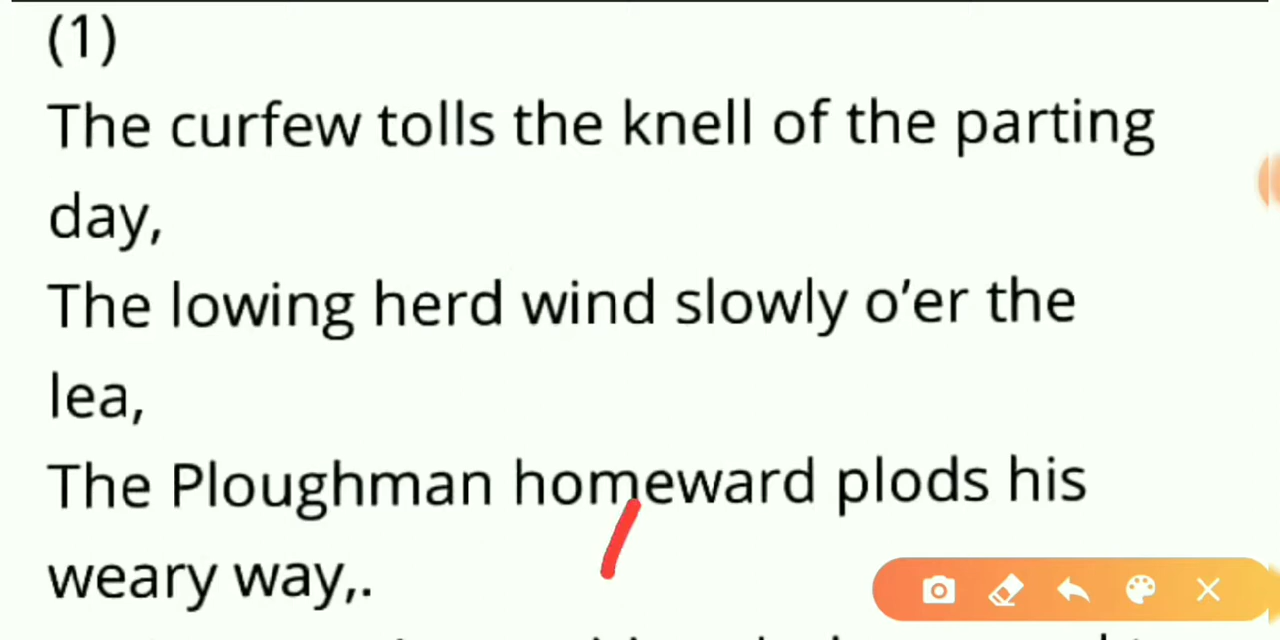 (1)
The curfew tolls the knell of the parting
day,
The lowing herd wind slowly o’er the
lea,
The Ploughman homeward plods his
weary way,.